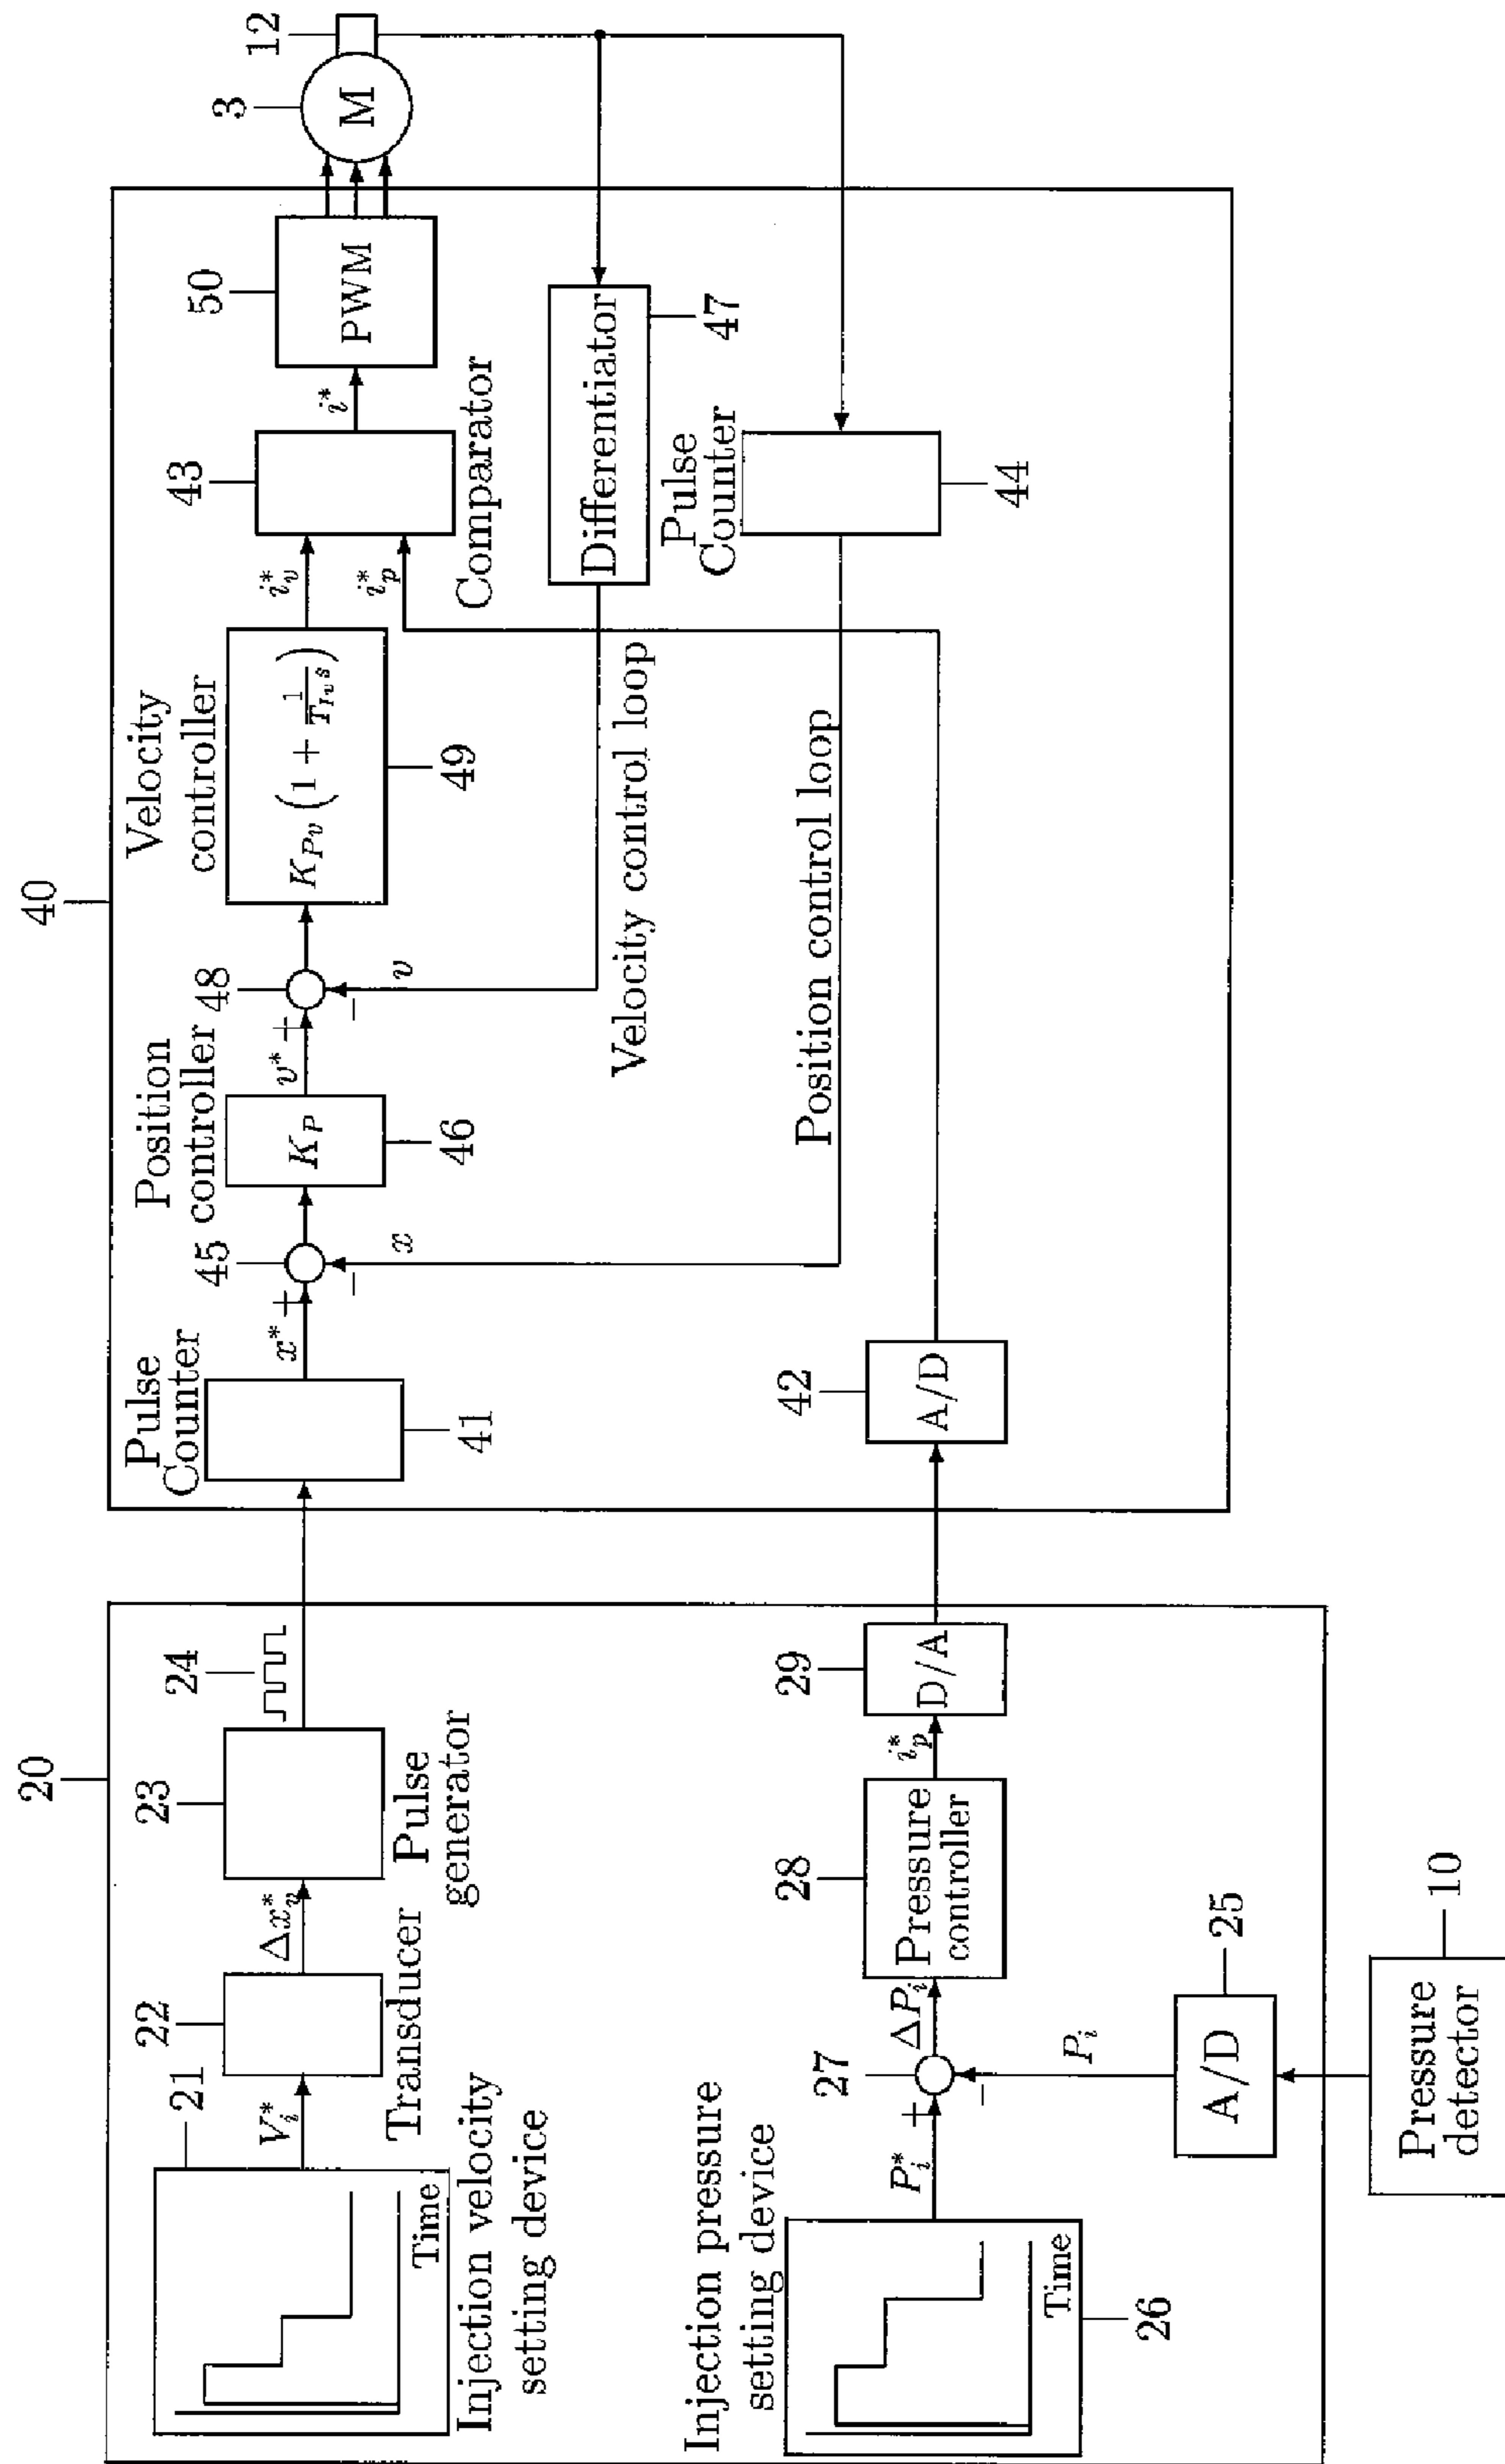 20
21
22
23
24
V_i^*
Δx_v^*
Time
Transducer
Pulse
generator
Injection velocity
setting device
Injection pressure
setting device
27
28
29
P_i^*
+
−
ΔP_i
Pressure
controller
i_p^*
D/A
Time
26
P_i
A/D
25
Pressure
detector
10
40
Pulse
Counter
41
x^*
+
−
45
x
Position
controller
K_P
46
v^*
+
−
48
v
Velocity
controller
K_{Pv} (1 + 1/(T_{Iv} s))
49
i_v^*
i_p^*
43
Comparator
i^*
50
PWM
3
M
12
Differentiator
47
Velocity control loop
Pulse
Counter
44
Position control loop
42
A/D